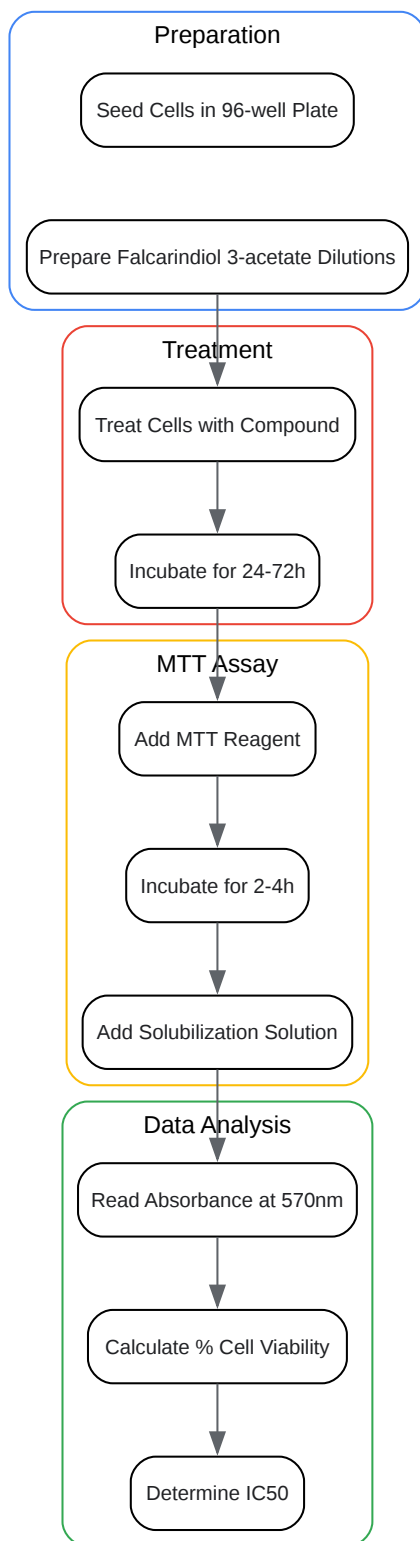 Preparation
Seed Cells in 96-well Plate
Prepare Falcarindiol 3-acetate Dilutions
Treatment
Treat Cells with Compound
Incubate for 24-72h
MTT Assay
Add MTT Reagent
Incubate for 2-4h
Add Solubilization Solution
Data Analysis
Read Absorbance at 570nm
Calculate % Cell Viability
Determine IC50